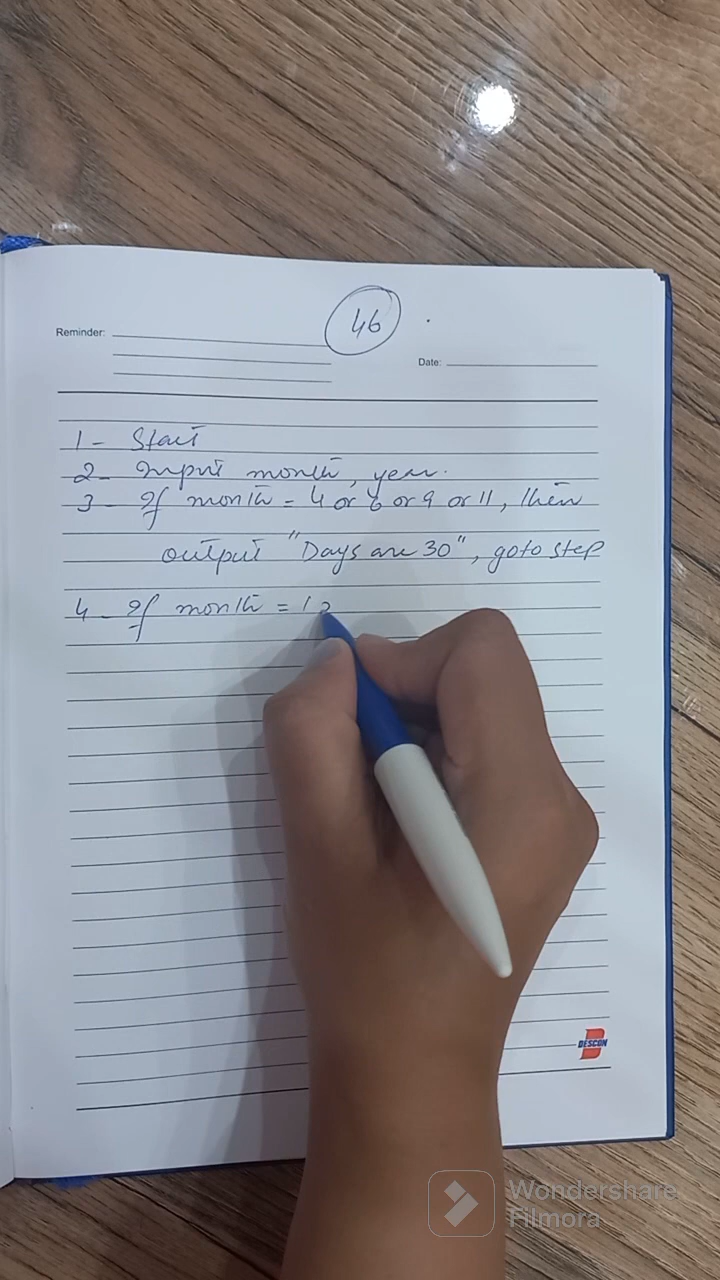 46
Reminder:
Date:
1- Start
2- Input month, year.
3- If month = 4 or 6 or 9 or 11, then
output "Days are 30", goto step
4- If month = 1
DESCON
Wondershare
Filmora